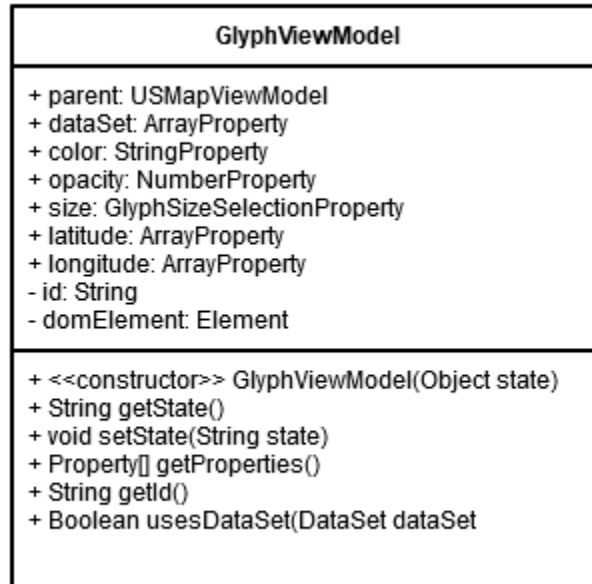 GlyphViewModel
+ parent: USMapViewModel
+ dataSet: ArrayProperty
+ color: StringProperty
+ opacity: NumberProperty
+ size: GlyphSizeSelectionProperty
+ latitude: ArrayProperty
+ longitude: ArrayProperty
- id: String
- domElement: Element
+ <<constructor>> GlyphViewModel(Object state)
+ String getState()
+ void setState(String state)
+ Property[] getProperties()
+ String getId()
+ Boolean usesDataSet(DataSet dataSet